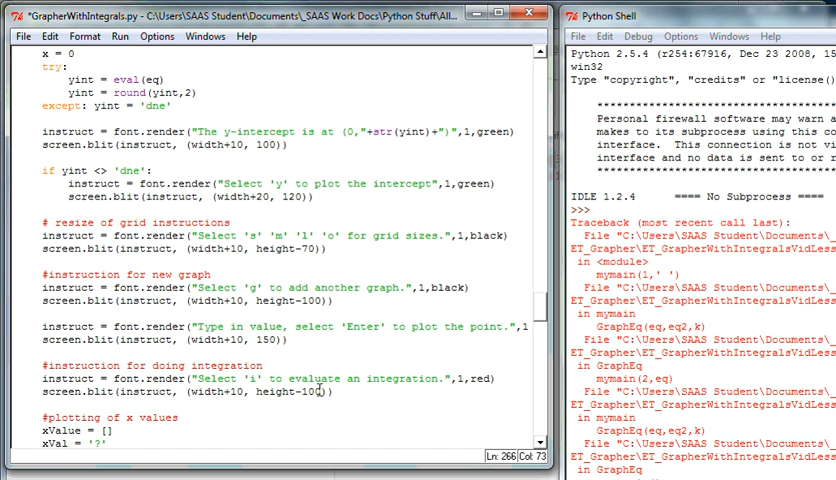 *GrapherWithIntegrals.py - C:\Users\SAAS Student\Documents\_SAAS Work Docs\Python Stuff\All...
File Edit Format Run Options Windows Help
x = 0
try:
yint = eval(eq)
yint = round(yint,2)
except: yint = 'dne'
instruct = font.render("The y-intercept is at (0,"+str(yint)+")",1,green)
screen.blit(instruct, (width+10, 100))
if yint <> 'dne':
instruct = font.render("Select 'y' to plot the intercept",1,green)
screen.blit(instruct, (width+20, 120))
# resize of grid instructions
instruct = font.render("Select 's' 'm' 'l' 'o' for grid sizes.",1,black)
screen.blit(instruct, (width+10, height-70))
#instruction for new graph
instruct = font.render("Select 'g' to add another graph.",1,black)
screen.blit(instruct, (width+10, height-100))
instruct = font.render("Type in value, select 'Enter' to plot the point.",1
screen.blit(instruct, (width+10, 150))
#instruction for doing integration
instruct = font.render("Select 'i' to evaluate an integration.",1,red)
screen.blit(instruct, (width+10, height-100))
#plotting of x values
xValue = []
xVal = '?'
Ln: 266 Col: 73
Python Shell
File Edit Debug Options Windows
Python 2.5.4 (r254:67916, Dec 23 2008, 15
win32
Type "copyright", "credits" or "license()
****************************************
Personal firewall software may warn a
makes to its subprocess using this co
interface. This connection is not vi
interface and no data is sent to or r
****************************************
IDLE 1.2.4 ==== No Subprocess ====
>>>
Traceback (most recent call last):
File "C:\Users\SAAS Student\Documents\_
ET_Grapher\ET_GrapherWithIntegralsVidLess
in <module>
mymain(1,' ')
File "C:\Users\SAAS Student\Documents\_
ET_Grapher\ET_GrapherWithIntegralsVidLess
in mymain
GraphEq(eq,eq2,k)
File "C:\Users\SAAS Student\Documents\_
ET_Grapher\ET_GrapherWithIntegralsVidLess
in GraphEq
mymain(2,eq)
File "C:\Users\SAAS Student\Documents\_
ET_Grapher\ET_GrapherWithIntegralsVidLess
in mymain
GraphEq(eq,eq2,k)
File "C:\Users\SAAS Student\Documents\_
ET_Grapher\ET_GrapherWithIntegralsVidLess
in GraphEq